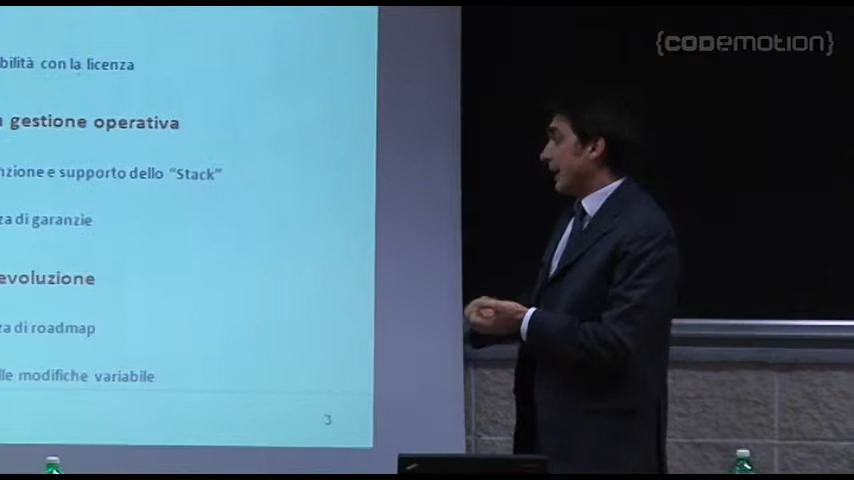 {CODEMOTION}
bilità con la licenza
gestione operativa
nzione e supporto dello "Stack"
za di garanzie
evoluzione
za di roadmap
lle modifiche variabile
3